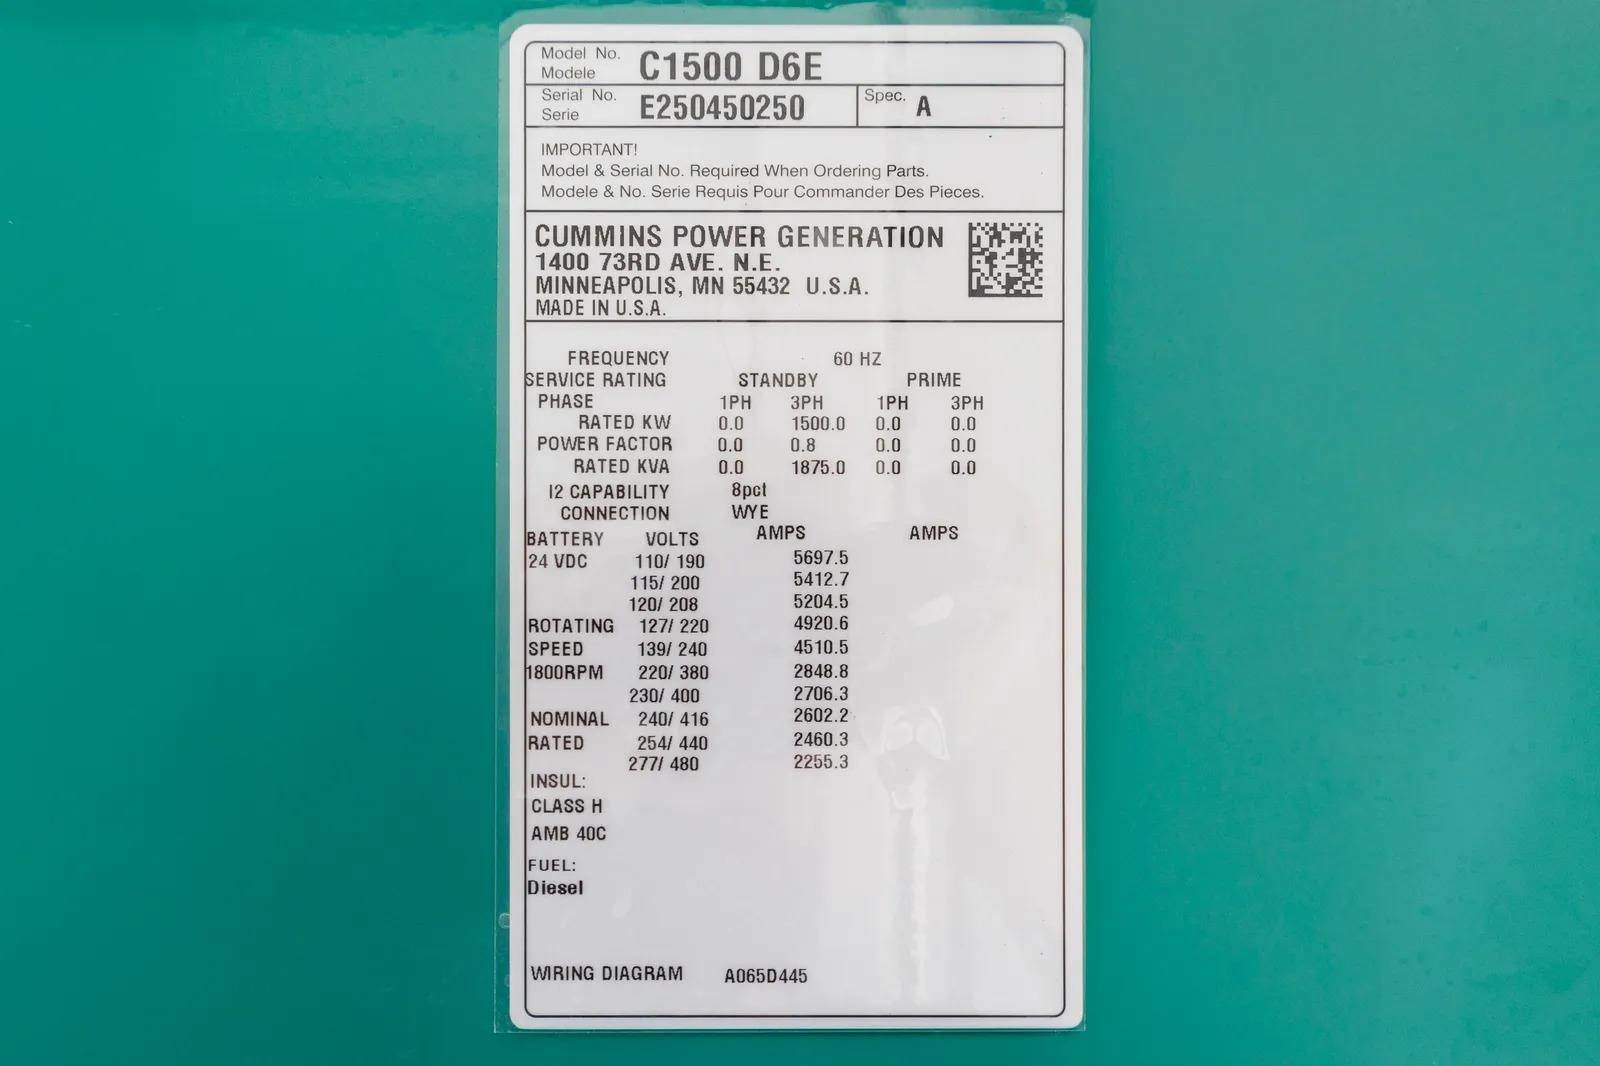 Model No. C1500 D6E
Modele
Serial No. E250450250 Spec. A
Serie
IMPORTANT!
Model & Serial No. Required When Ordering Parts.
Modele & No. Serie Requis Pour Commander Des Pieces.
CUMMINS POWER GENERATION
1400 73RD AVE. N.E.
MINNEAPOLIS, MN 55432 U.S.A.
MADE IN U.S.A.
FREQUENCY 60 HZ
SERVICE RATING STANDBY PRIME
PHASE 1PH 3PH 1PH 3PH
RATED KW 0.0 1500.0 0.0 0.0
POWER FACTOR 0.0 0.8 0.0 0.0
RATED KVA 0.0 1875.0 0.0 0.0
I2 CAPABILITY 8pct
CONNECTION WYE
BATTERY VOLTS AMPS AMPS
24 VDC 110/ 190 5697.5
115/ 200 5412.7
120/ 208 5204.5
ROTATING 127/ 220 4920.6
SPEED 139/ 240 4510.5
1800RPM 220/ 380 2848.8
230/ 400 2706.3
NOMINAL 240/ 416 2602.2
RATED 254/ 440 2460.3
277/ 480 2255.3
INSUL:
CLASS H
AMB 40C
FUEL:
Diesel
WIRING DIAGRAM A065D445